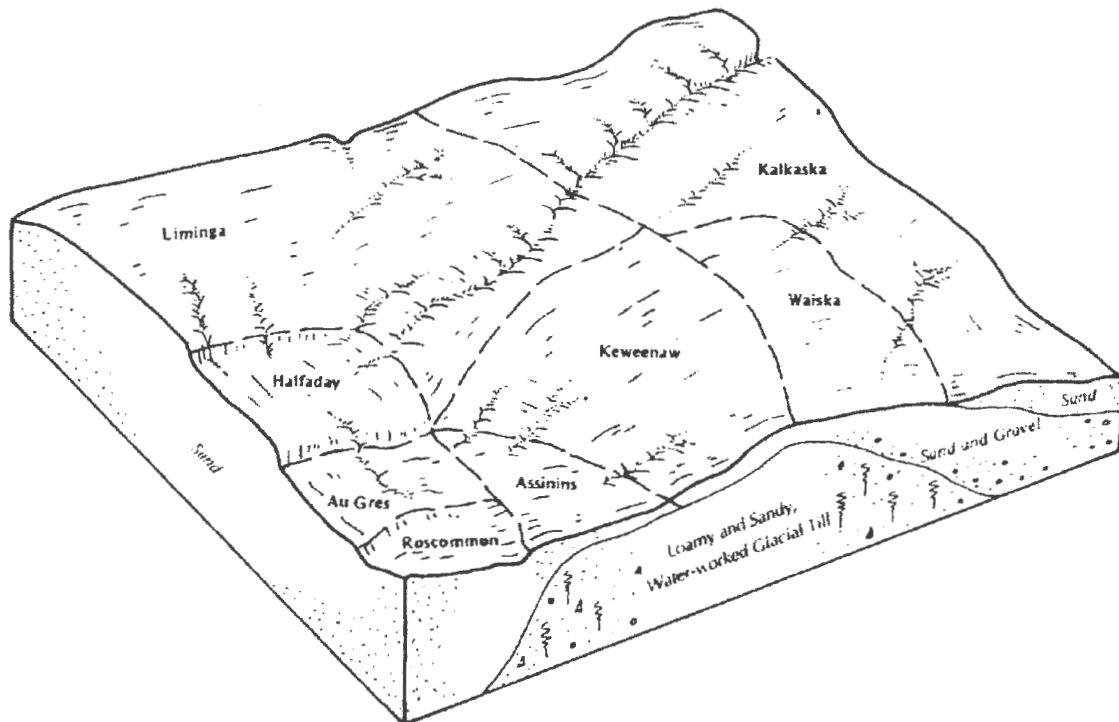 Kalkaska
Liminga
Waiska
Keweenaw
Halfaday
Sand
Sand
Sand and Gravel
Assinins
Au Gres
Loamy and Sandy,
Water-worked Glacial Till
Roscommon